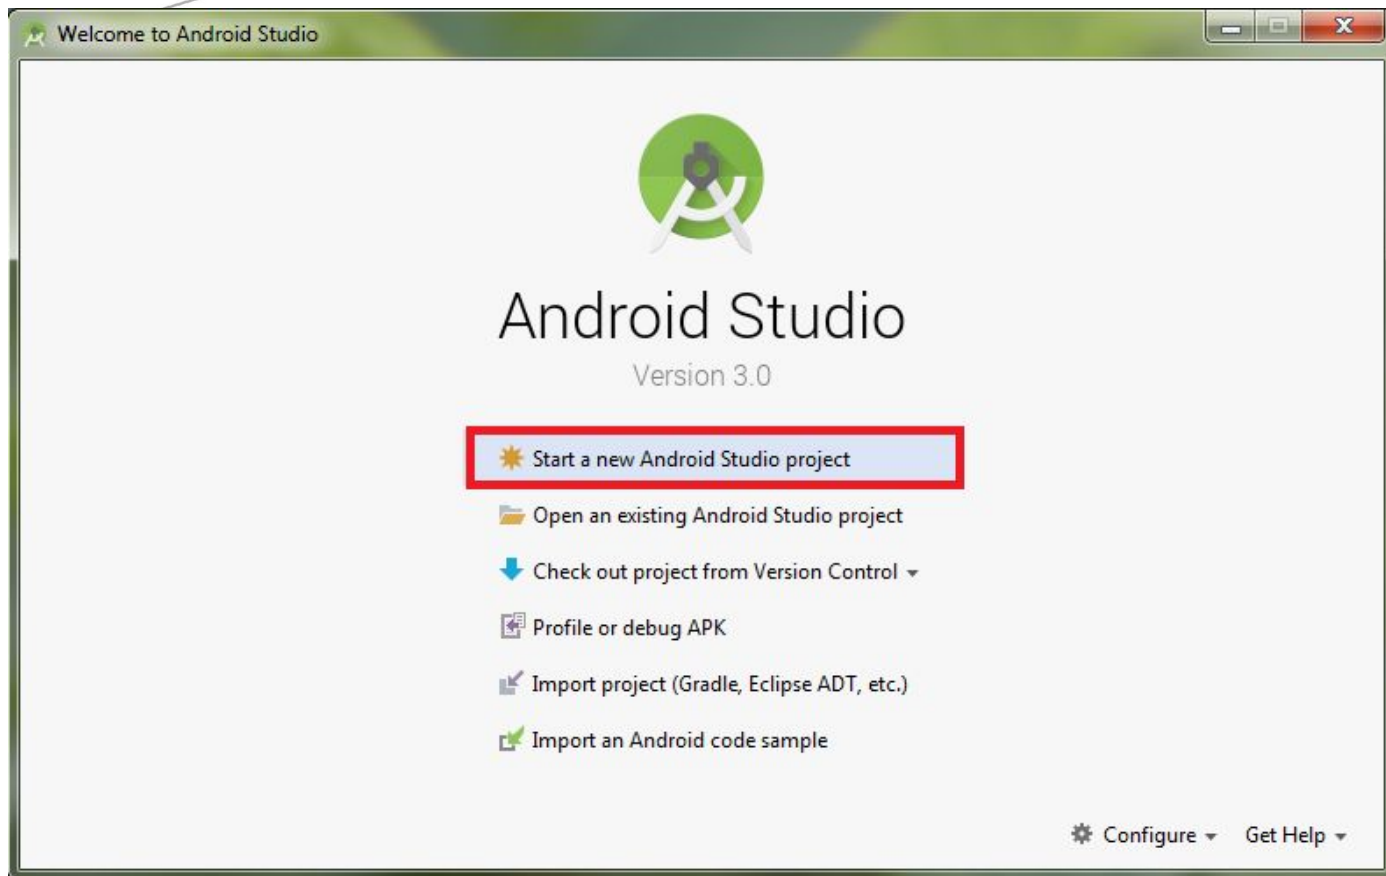 Welcome to Android Studio
Android Studio
Version 3.0
Start a new Android Studio project
Open an existing Android Studio project
Check out project from Version Control
Profile or debug APK
Import project (Gradle, Eclipse ADT, etc.)
Import an Android code sample
Configure Get Help